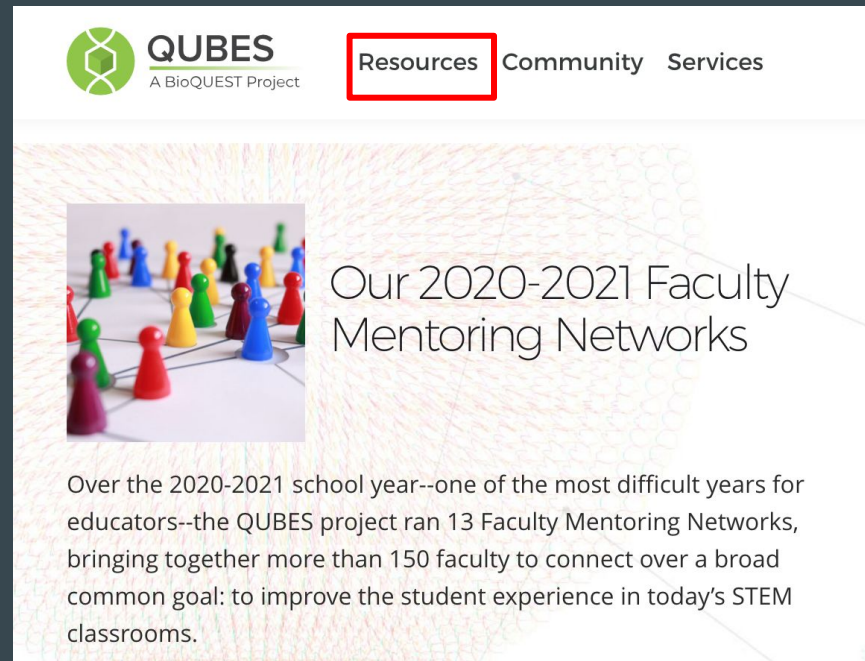 QUBES
A BioQUEST Project
Resources Community Services
Our 2020-2021 Faculty
Mentoring Networks
Over the 2020-2021 school year--one of the most difficult years for
educators--the QUBES project ran 13 Faculty Mentoring Networks,
bringing together more than 150 faculty to connect over a broad
common goal: to improve the student experience in today’s STEM
classrooms.